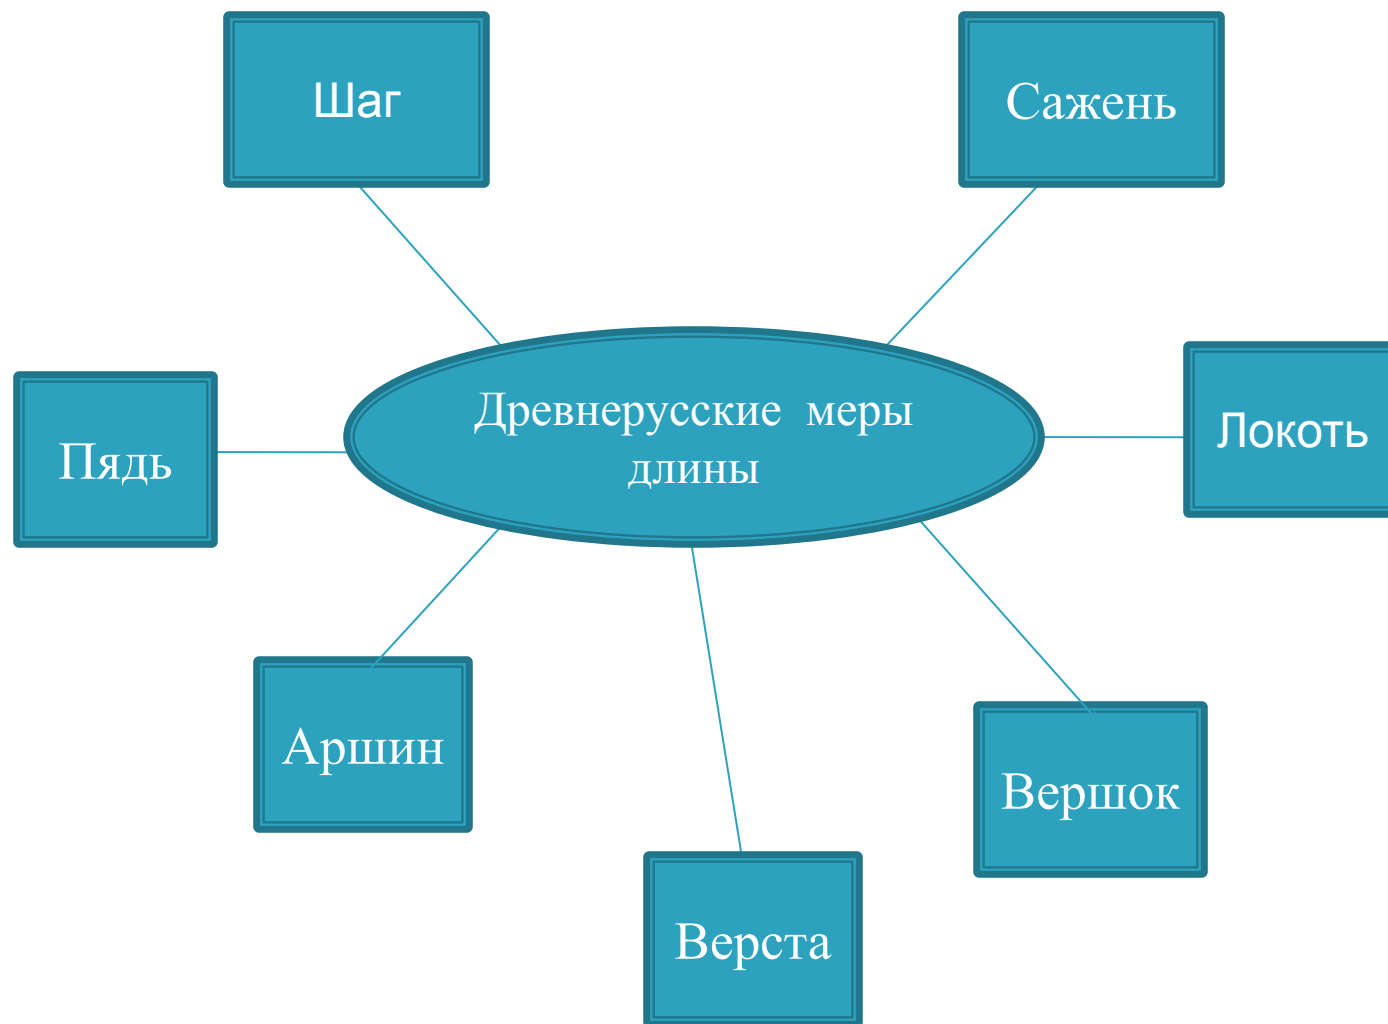 Шаг
Сажень
Древнерусские меры
длины
Локоть
Пядь
Аршин
Вершок
Верста